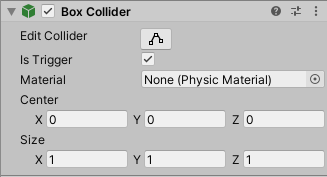 Box Collider
Edit Collider
Is Trigger
Material None (Physic Material)
Center
X 0 Y 0 Z 0
Size
X 1 Y 1 Z 1